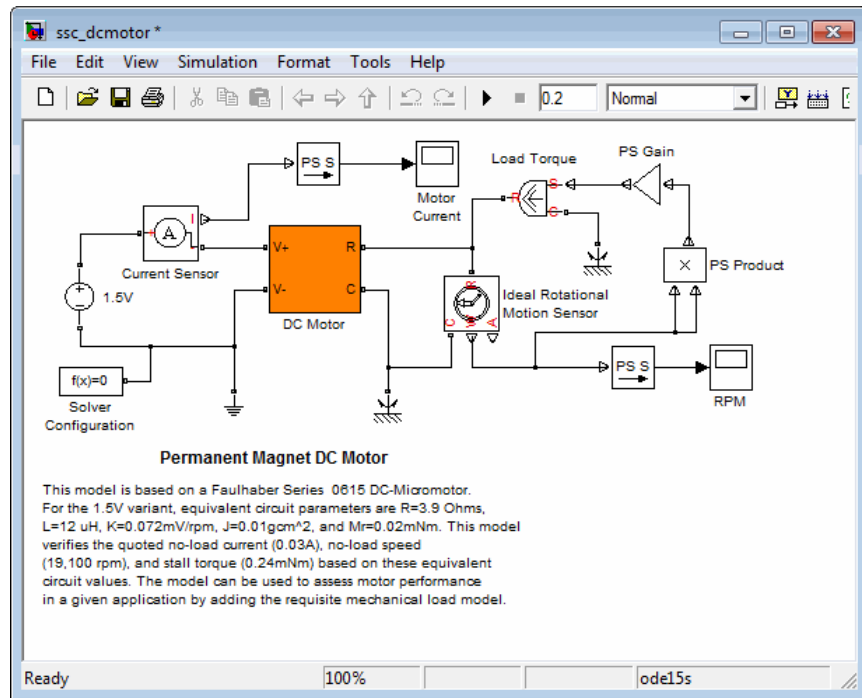 ssc_dcmotor *
File Edit View Simulation Format Tools Help
0.2 Normal
PS S
Motor
Current
Load Torque
PS Gain
R
S
C
I
+
-
A
Current Sensor
V+ R
V- C
DC Motor
1.5V
×
PS Product
R
C W A
Ideal Rotational
Motion Sensor
PS S
RPM
f(x)=0
Solver
Configuration
Permanent Magnet DC Motor
This model is based on a Faulhaber Series 0615 DC-Micromotor.
For the 1.5V variant, equivalent circuit parameters are R=3.9 Ohms,
L=12 uH, K=0.072mV/rpm, J=0.01gcm^2, and Mr=0.02mNm. This model
verifies the quoted no-load current (0.03A), no-load speed
(19,100 rpm), and stall torque (0.24mNm) based on these equivalent
circuit values. The model can be used to assess motor performance
in a given application by adding the requisite mechanical load model.
Ready 100% ode15s